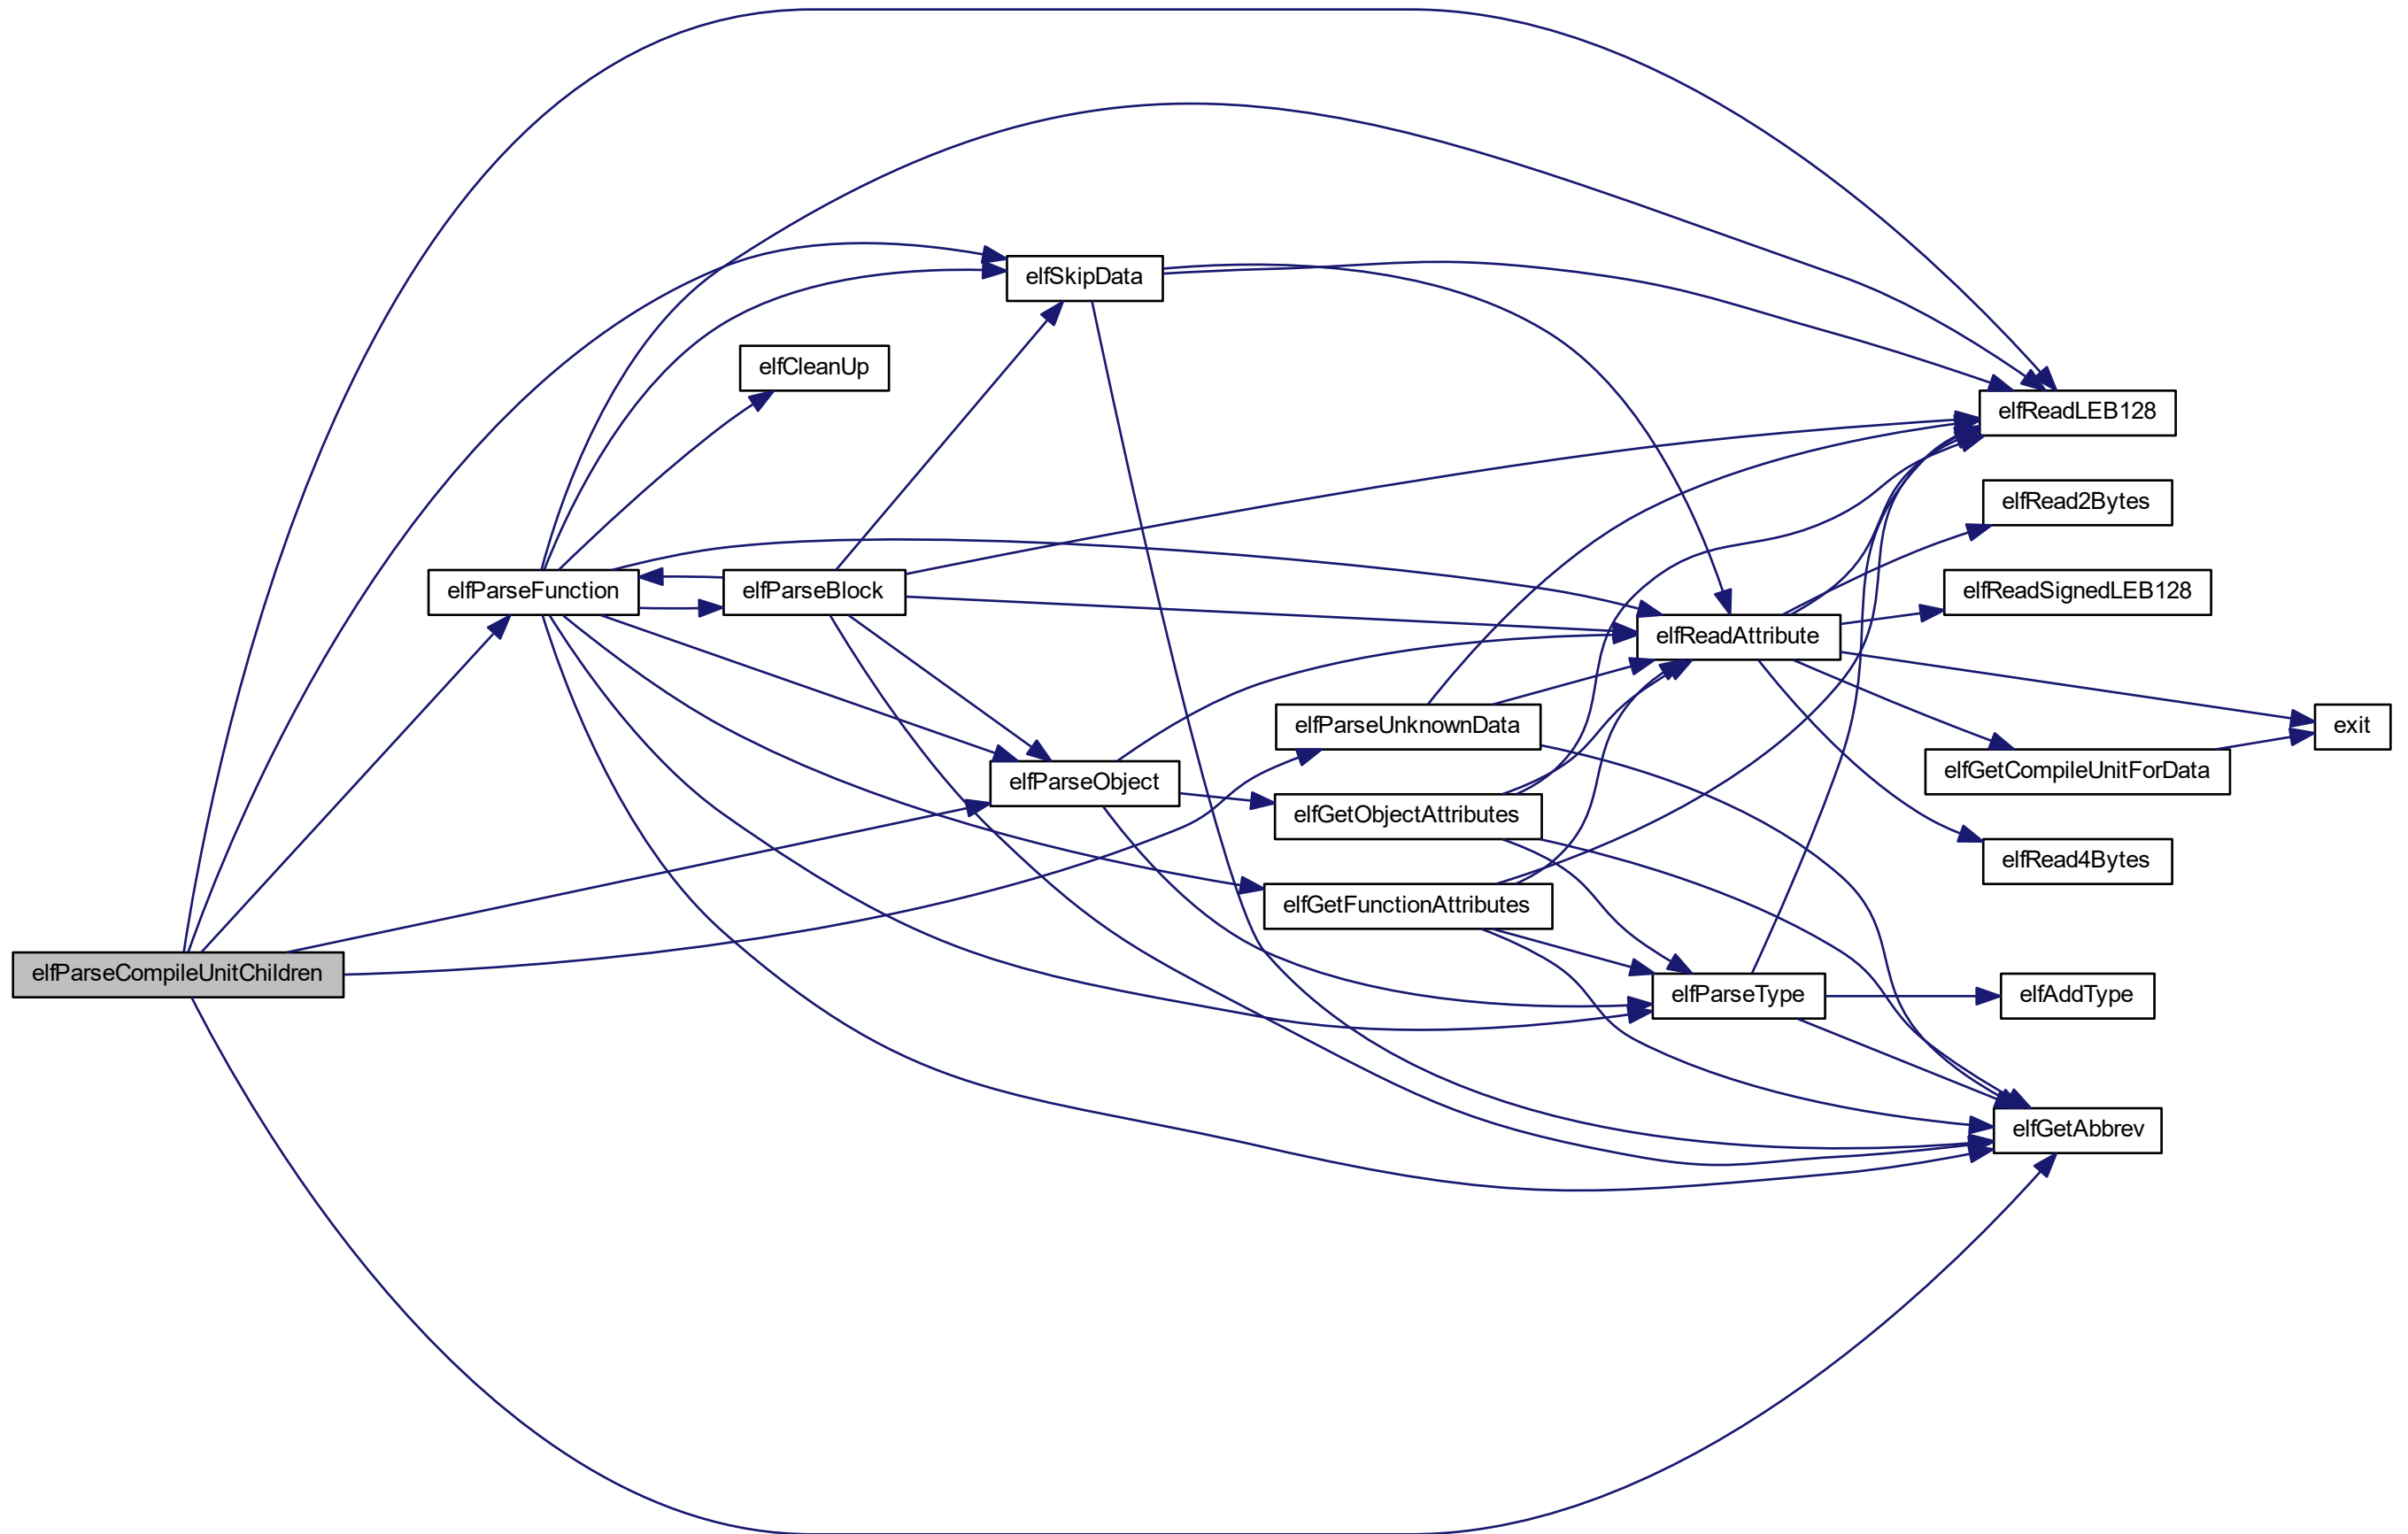 elfSkipData
elfCleanUp
elfReadLEB128
elfRead2Bytes
elfParseFunction
elfParseBlock
elfReadSignedLEB128
elfReadAttribute
elfParseUnknownData
exit
elfParseObject
elfGetCompileUnitForData
elfGetObjectAttributes
elfRead4Bytes
elfGetFunctionAttributes
elfParseCompileUnitChildren
elfParseType
elfAddType
elfGetAbbrev